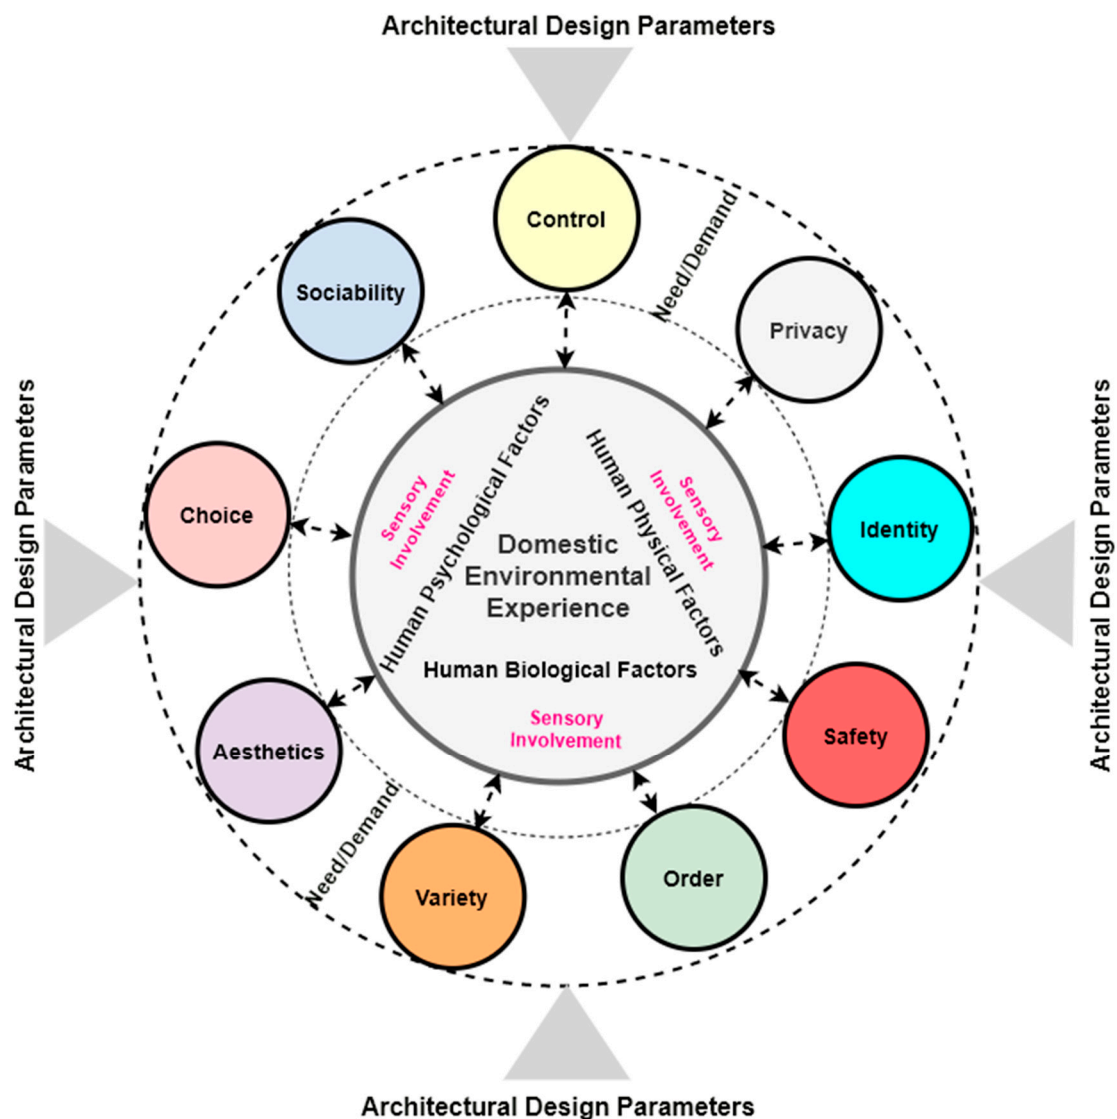 Architectural Design Parameters
Control
Need/Demand
Sociability
Privacy
Architectural Design Parameters
Architectural Design Parameters
Human Psychological Factors
Human Physical Factors
Sensory
Involvement
Sensory
Involvement
Choice
Identity
Domestic
Environmental
Experience
Human Biological Factors
Sensory
Involvement
Aesthetics
Safety
Need/Demand
Variety
Order
Architectural Design Parameters